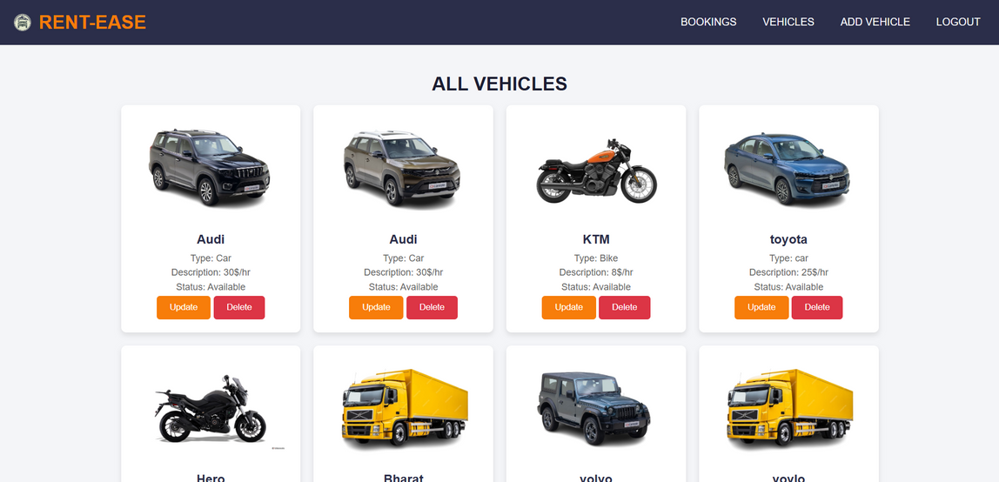 RENT-EASE
BOOKINGS VEHICLES ADD VEHICLE LOGOUT
ALL VEHICLES
Audi
Type: Car
Description: 30$/hr
Status: Available
Update Delete
Audi
Type: Car
Description: 30$/hr
Status: Available
Update Delete
KTM
Type: Bike
Description: 8$/hr
Status: Available
Update Delete
toyota
Type: car
Description: 25$/hr
Status: Available
Update Delete
Hero
Bharat
volvo
vovlo